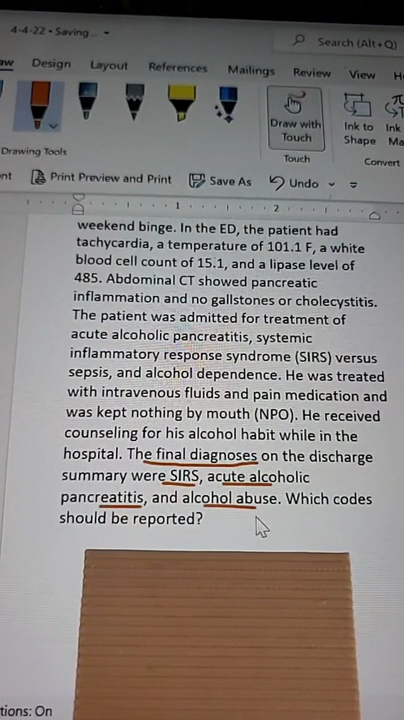 4-4-22 • Saving...
Search (Alt+Q)
Design Layout References Mailings Review View
Draw with Touch
Ink to Shape
Drawing Tools
Touch
Convert
Print Preview and Print Save As Undo
1 2
weekend binge. In the ED, the patient had
tachycardia, a temperature of 101.1 F, a white
blood cell count of 15.1, and a lipase level of
485. Abdominal CT showed pancreatic
inflammation and no gallstones or cholecystitis.
The patient was admitted for treatment of
acute alcoholic pancreatitis, systemic
inflammatory response syndrome (SIRS) versus
sepsis, and alcohol dependence. He was treated
with intravenous fluids and pain medication and
was kept nothing by mouth (NPO). He received
counseling for his alcohol habit while in the
hospital. The final diagnoses on the discharge
summary were SIRS, acute alcoholic
pancreatitis, and alcohol abuse. Which codes
should be reported?
tions: On